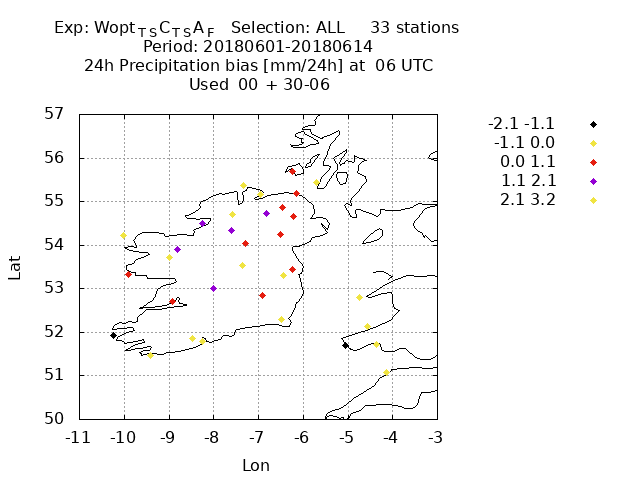 Exp: Wopt TS C TS A F Selection: ALL 33 stations
Period: 20180601-20180614
24h Precipitation bias [mm/24h] at 06 UTC
Used 00 + 30-06
-2.1 -1.1
-1.1 0.0
0.0 1.1
1.1 2.1
2.1 3.2
57
56
55
54
53
52
51
50
Lat
-11 -10 -9 -8 -7 -6 -5 -4 -3
Lon